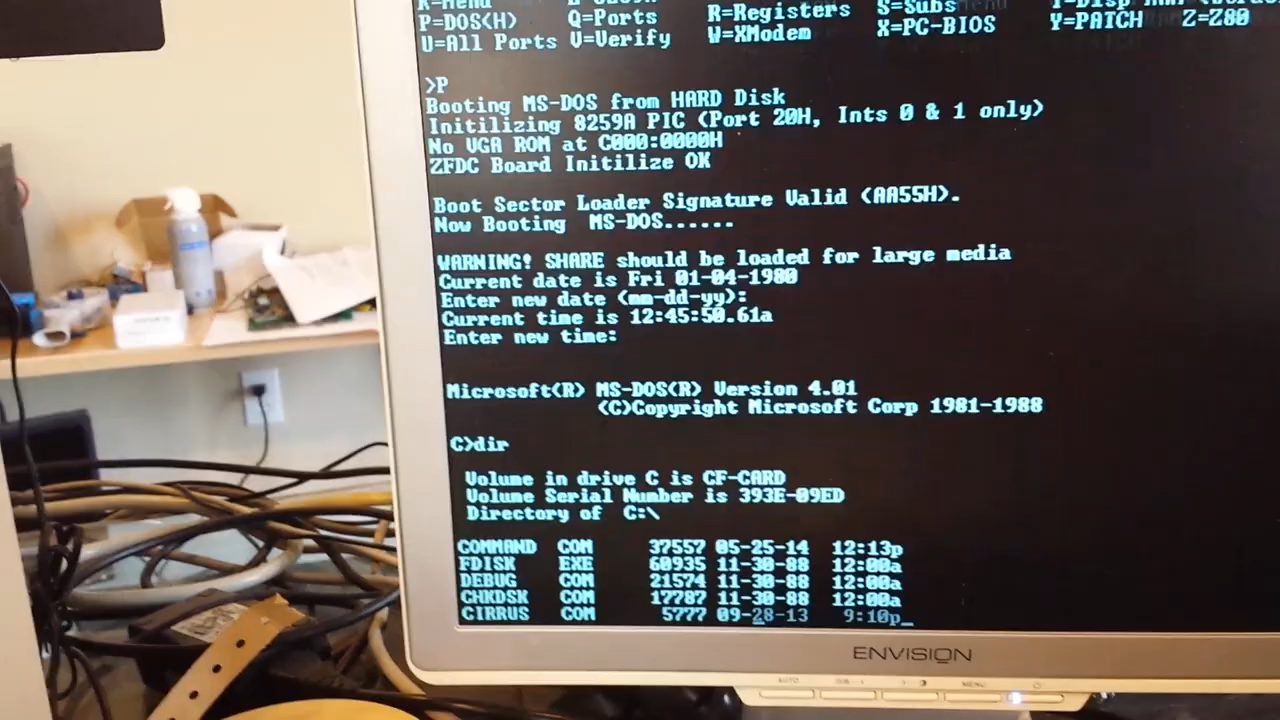 P=DOS(H) Q=Ports R=Registers S=Subs
U=All Ports V=Verify W=XModem X=PC-BIOS Y=PATCH Z=Z80
>P
Booting MS-DOS from HARD Disk
Initilizing 8259A PIC (Port 20H, Ints 0 & 1 only)
No VGA ROM at C000:0000H
ZFDC Board Initilize OK
Boot Sector Loader Signature Valid (AA55H).
Now Booting MS-DOS......
WARNING! SHARE should be loaded for large media
Current date is Fri 01-04-1980
Enter new date (mm-dd-yy):
Current time is 12:45:50.61a
Enter new time:
Microsoft(R) MS-DOS(R) Version 4.01
(C)Copyright Microsoft Corp 1981-1988
C>dir
Volume in drive C is CF-CARD
Volume Serial Number is 393E-09ED
Directory of C:\
COMMAND COM 37557 05-25-14 12:13p
FDISK EXE 60935 11-30-88 12:00a
DEBUG COM 21574 11-30-88 12:00a
CHKDSK COM 17787 11-30-88 12:00a
CIRRUS COM 5777 09-28-13 9:10p_
ENVISION
AUTO
MENU